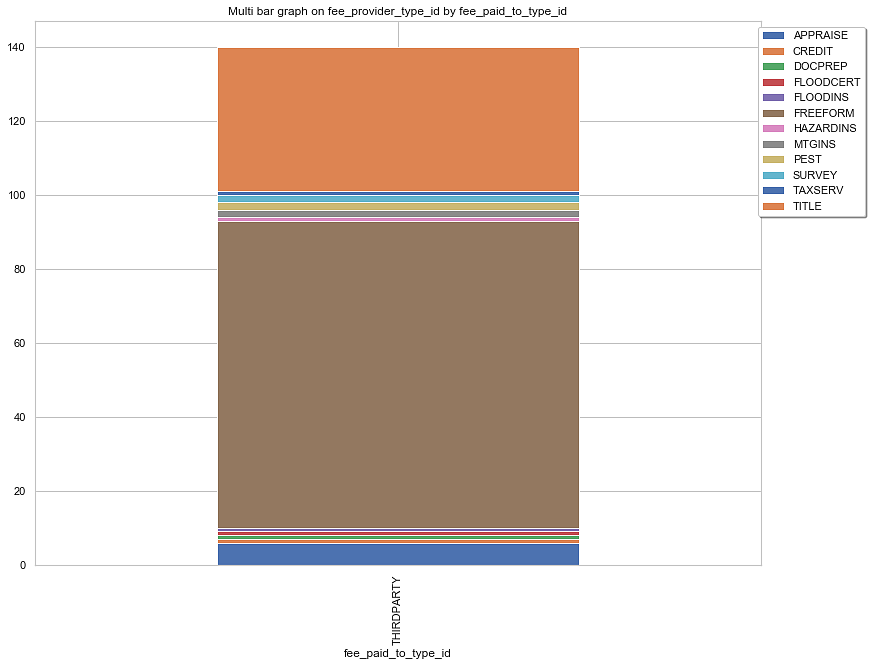 Multi bar graph on fee_provider_type_id by fee_paid_to_type_id
140
120
100
80
60
40
20
0
THIRDPARTY
fee_paid_to_type_id
APPRAISE
CREDIT
DOCPREP
FLOODCERT
FLOODINS
FREEFORM
HAZARDINS
MTGINS
PEST
SURVEY
TAXSERV
TITLE